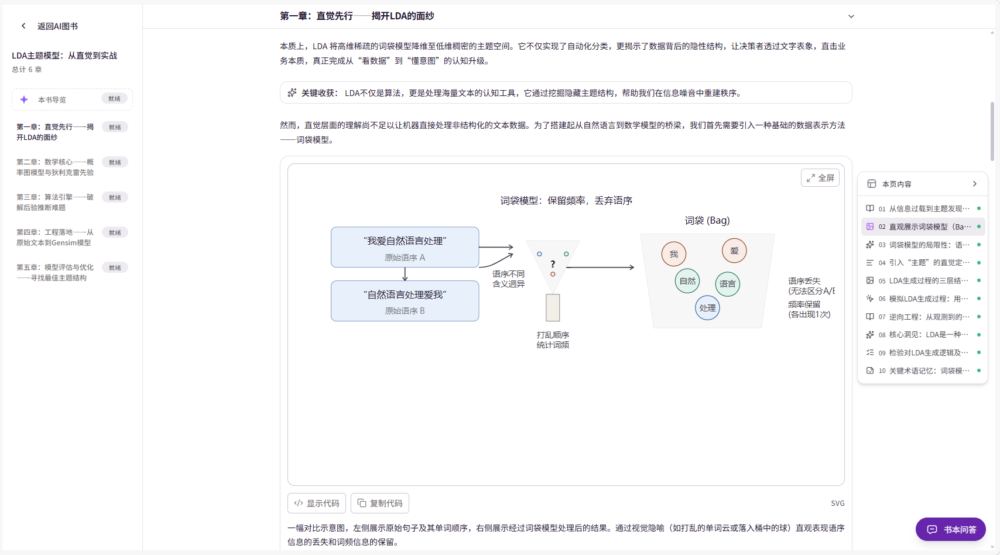 返回AI图书
LDA主题模型：从直觉到实战
总计 6 章
本书导览
就绪
第一章：直觉先行——揭
开LDA的面纱
就绪
第二章：数学核心——概
率图模型与狄利克雷先验
就绪
第三章：算法引擎——破
解后验推断难题
就绪
第四章：工程落地——从
原始文本到Gensim模型
就绪
第五章：模型评估与优化
——寻找最佳主题结构
就绪
第一章：直觉先行——揭开LDA的面纱
本质上，LDA 将高维稀疏的词袋模型降维至低维稠密的主题空间。它不仅实现了自动化分类，更揭示了数据背后的隐性结构，让决策者透过文字表象，直击业
务本质，真正完成从“看数据”到“懂意图”的认知升级。
关键收获： LDA不仅是算法，更是处理海量文本的认知工具，它通过挖掘隐藏主题结构，帮助我们在信息噪音中重建秩序。
然而，直觉层面的理解尚不足以让机器直接处理非结构化的文本数据。为了搭建起从自然语言到数学模型的桥梁，我们首先需要引入一种基础的数据表示方法
——词袋模型。
全屏
词袋模型：保留频率，丢弃语序
“我爱自然语言处理”
原始语序 A
“自然语言处理爱我”
原始语序 B
语序不同
含义迥异
?
打乱顺序
统计词频
词袋 (Bag)
我
爱
自然
语言
处理
语序丢失
(无法区分A/
频率保留
(各出现1次)
显示代码
复制代码
SVG
一幅对比示意图，左侧展示原始句子及其单词顺序，右侧展示经过词袋模型处理后的结果。通过视觉隐喻（如打乱的单词云或落入桶中的球）直观表现语序
信息的丢失和词频信息的保留。
本页内容
01 从信息过载到主题发现…
02 直观展示词袋模型（Ba…
03 词袋模型的局限性：语…
04 引入“主题”的直觉定…
05 LDA生成过程的三层结…
06 模拟LDA生成过程：用…
07 逆向工程：从观测到的…
08 核心洞见：LDA是一种…
09 检验对LDA生成逻辑及…
10 关键术语记忆：词袋模…
书本问答